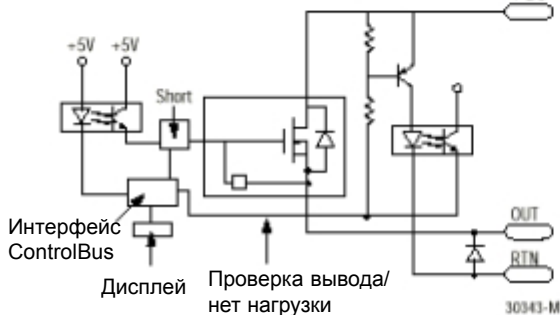 +5V +5V
Short
Интерфейс
ControlBus
Дисплей
Проверка вывода/
нет нагрузки
OUT
RTN
30343-M